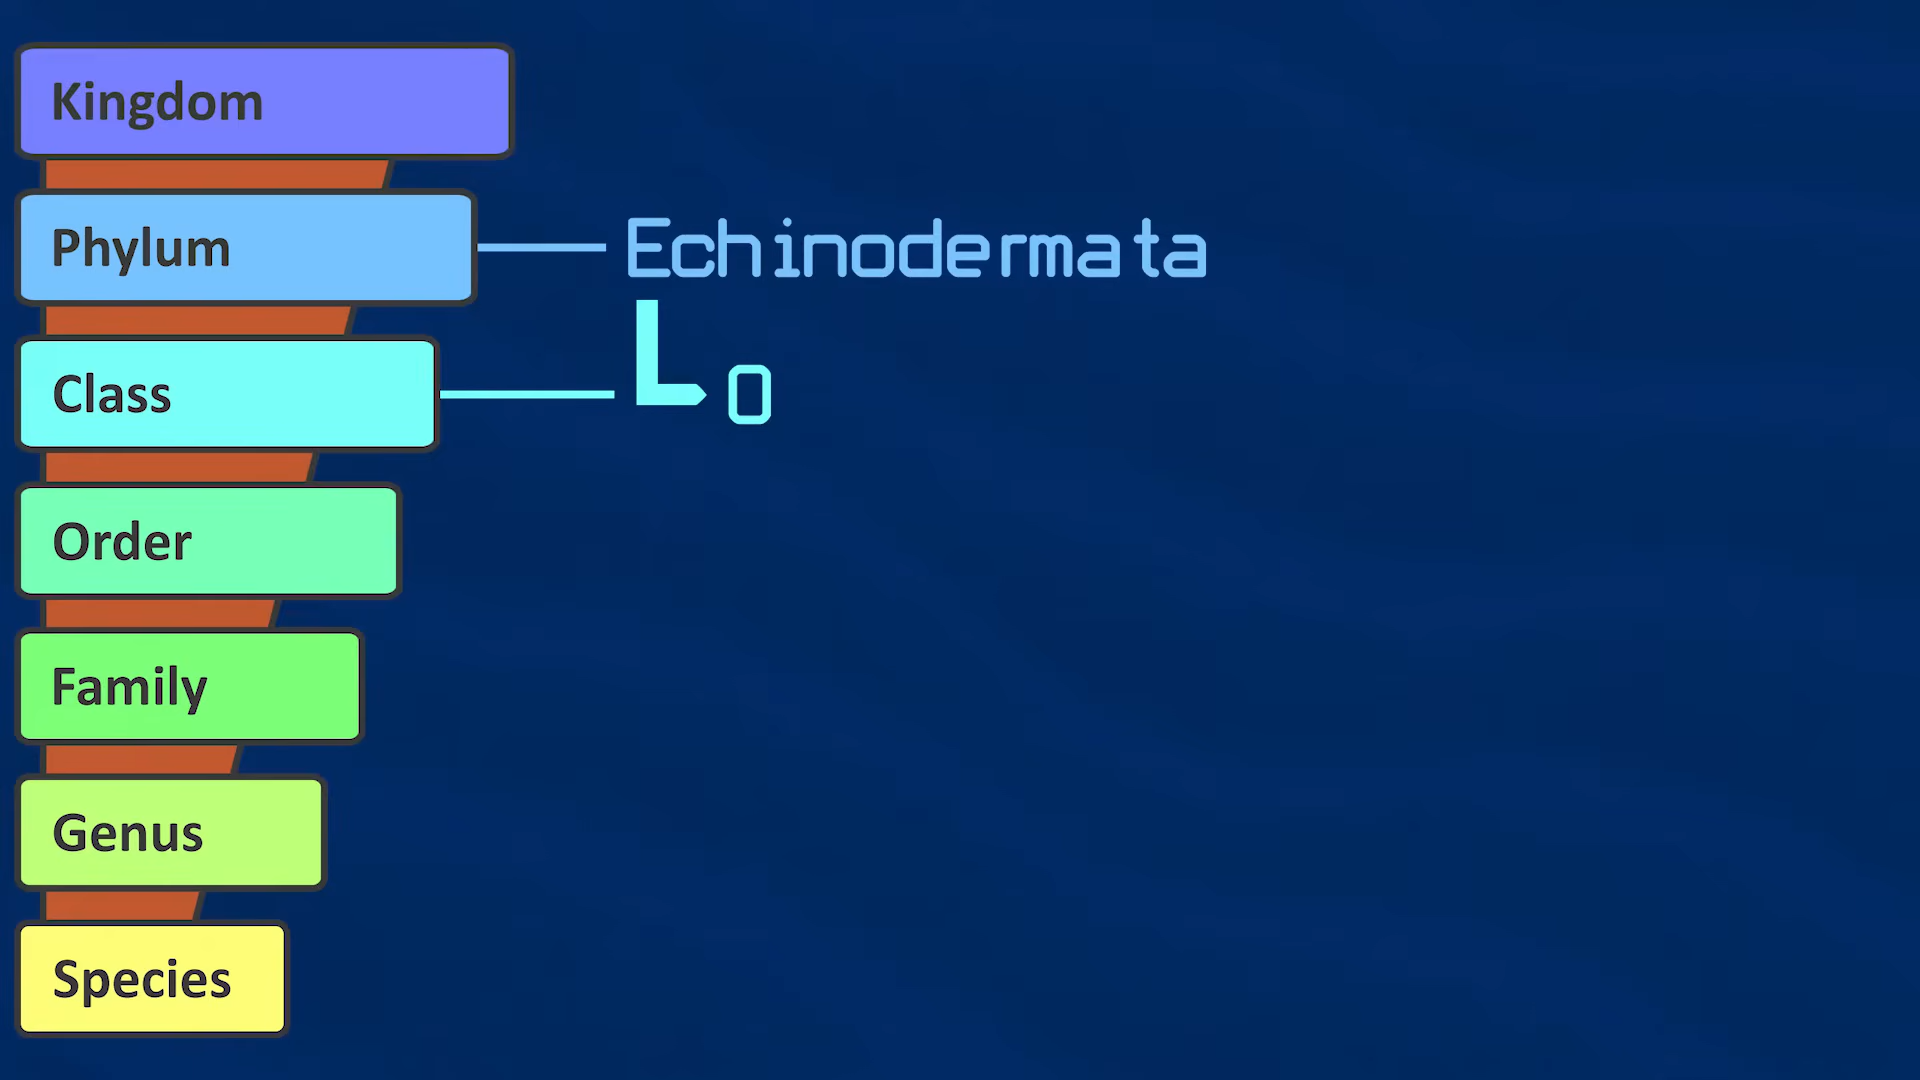 Kingdom
Phylum
Echinodermata
Class
O
Order
Family
Genus
Species